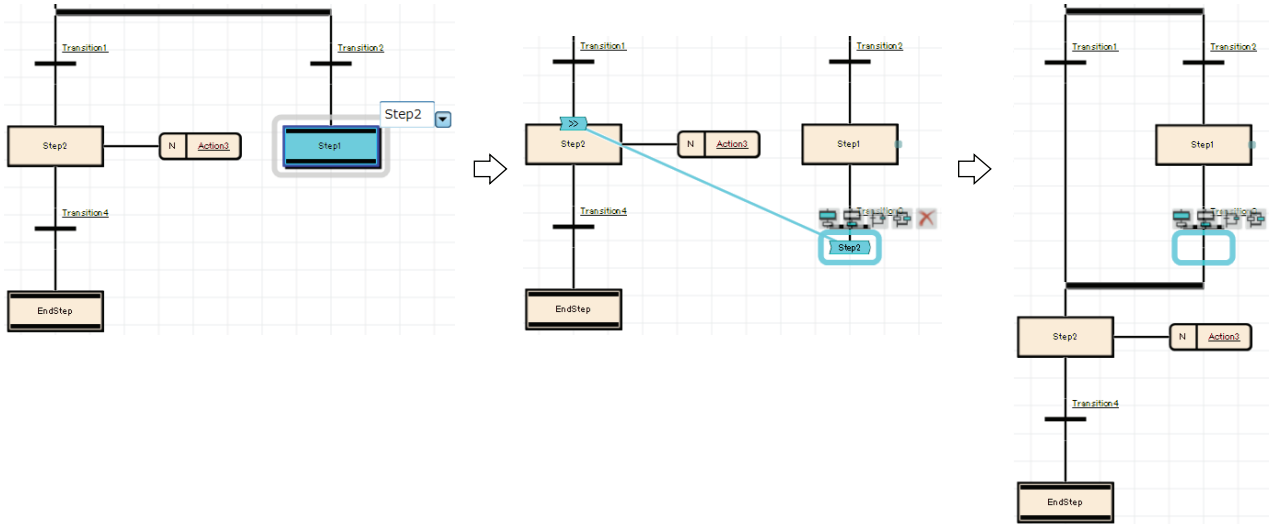 Transition1
Transition2
Step2
Step2
N
Action3
Step1
Transition4
EndStep
Transition1
Transition2
>>
Step2
N
Action3
Step1
Transition4
Step2
EndStep
Transition1
Transition2
Step1
Step2
N
Action3
Transition4
EndStep